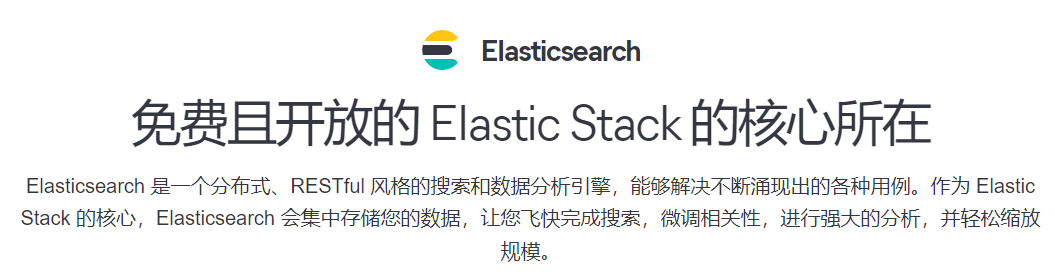 Elasticsearch
免费且开放的 Elastic Stack 的核心所在
Elasticsearch 是一个分布式、RESTful 风格的搜索和数据分析引擎，能够解决不断涌现出的各种用例。作为 Elastic
Stack 的核心，Elasticsearch 会集中存储您的数据，让您飞快完成搜索，微调相关性，进行强大的分析，并轻松缩放
规模。